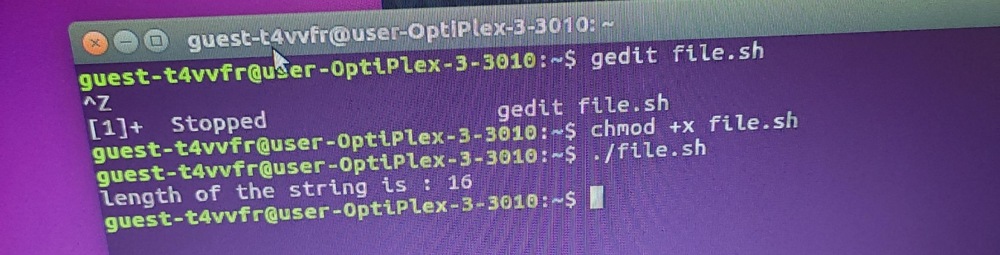 guest-t4vvfr@user-OptiPlex-3-3010: ~
guest-t4vvfr@user-OptiPlex-3-3010:~$ gedit file.sh
^Z
[1]+  Stopped                 gedit file.sh
guest-t4vvfr@user-OptiPlex-3-3010:~$ chmod +x file.sh
guest-t4vvfr@user-OptiPlex-3-3010:~$ ./file.sh
length of the string is : 16
guest-t4vvfr@user-OptiPlex-3-3010:~$